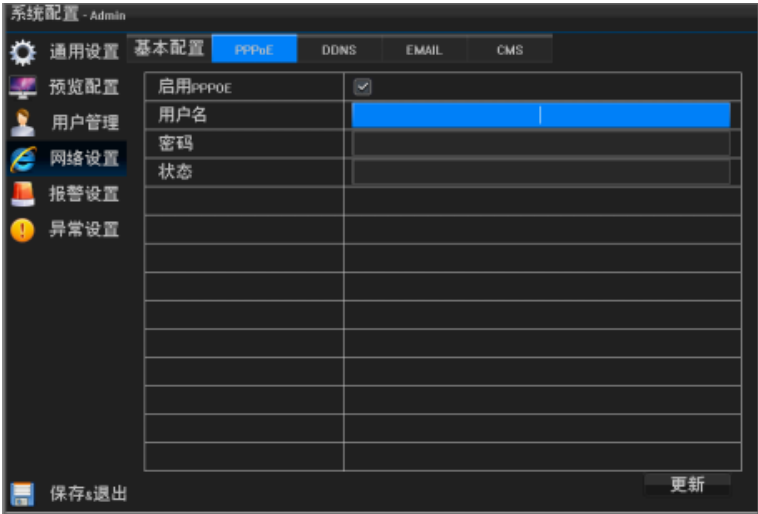 系统配置 - Admin
通用设置
基本配置 PPPoE DDNS EMAIL CMS
预览配置
启用PPPOE
用户管理
用户名
密码
网络设置
状态
报警设置
异常设置
更新
保存&退出